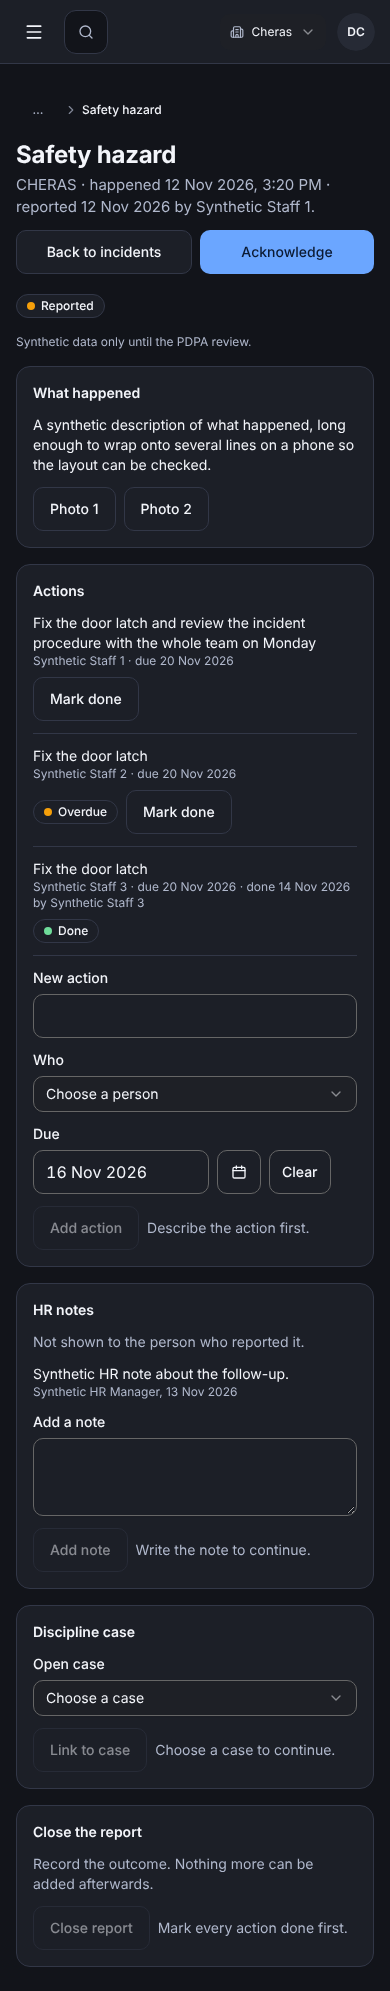 Cheras
DC
... > Safety hazard
Safety hazard
CHERAS · happened 12 Nov 2026, 3:20 PM ·
reported 12 Nov 2026 by Synthetic Staff 1.
Back to incidents
Acknowledge
Reported
Synthetic data only until the PDPA review.
What happened
A synthetic description of what happened, long
enough to wrap onto several lines on a phone so
the layout can be checked.
Photo 1
Photo 2
Actions
Fix the door latch and review the incident
procedure with the whole team on Monday
Synthetic Staff 1 · due 20 Nov 2026
Mark done
Fix the door latch
Synthetic Staff 2 · due 20 Nov 2026
Overdue
Mark done
Fix the door latch
Synthetic Staff 3 · due 20 Nov 2026 · done 14 Nov 2026
by Synthetic Staff 3
Done
New action
Who
Choose a person
Due
16 Nov 2026
Clear
Add action
Describe the action first.
HR notes
Not shown to the person who reported it.
Synthetic HR note about the follow-up.
Synthetic HR Manager, 13 Nov 2026
Add a note
Add note
Write the note to continue.
Discipline case
Open case
Choose a case
Link to case
Choose a case to continue.
Close the report
Record the outcome. Nothing more can be
added afterwards.
Close report
Mark every action done first.